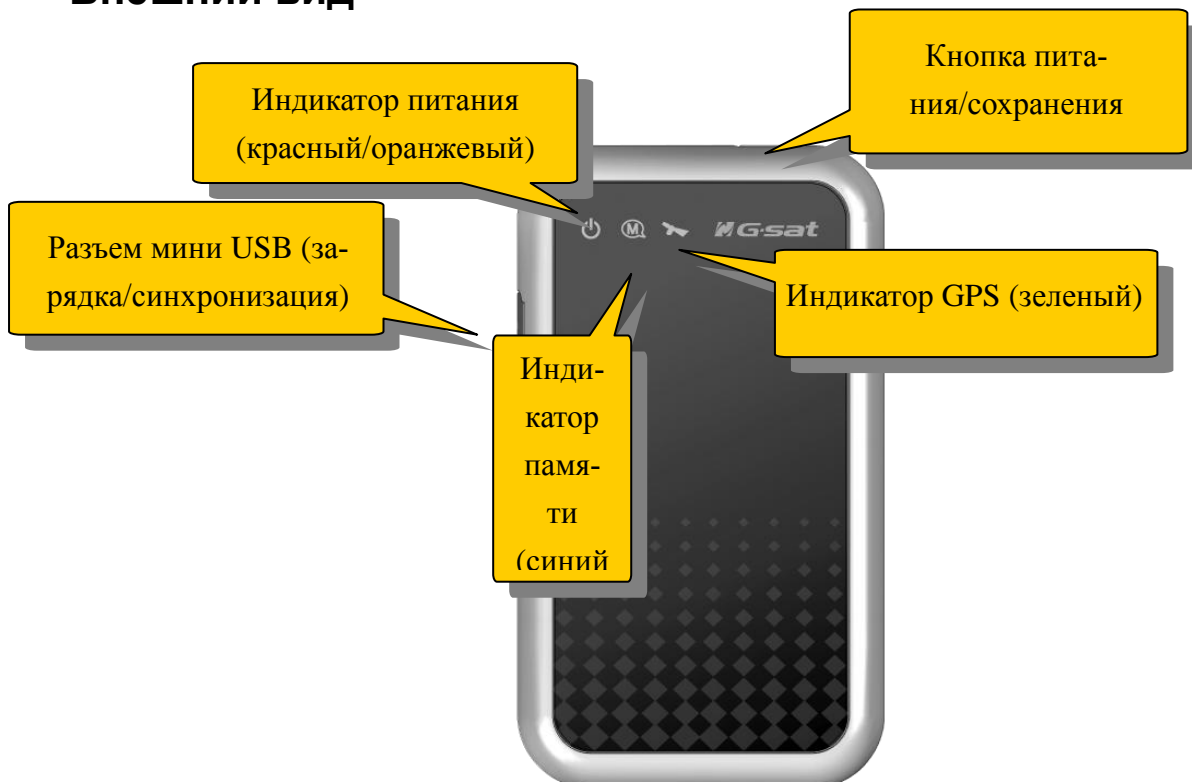 Внешний вид
Кнопка пита-
ния/сохранения
Индикатор питания
(красный/оранжевый)
Разъем мини USB (за-
рядка/синхронизация)
M
G·sat
Индикатор GPS (зеленый)
Инди-
катор
памя-
ти
(синий